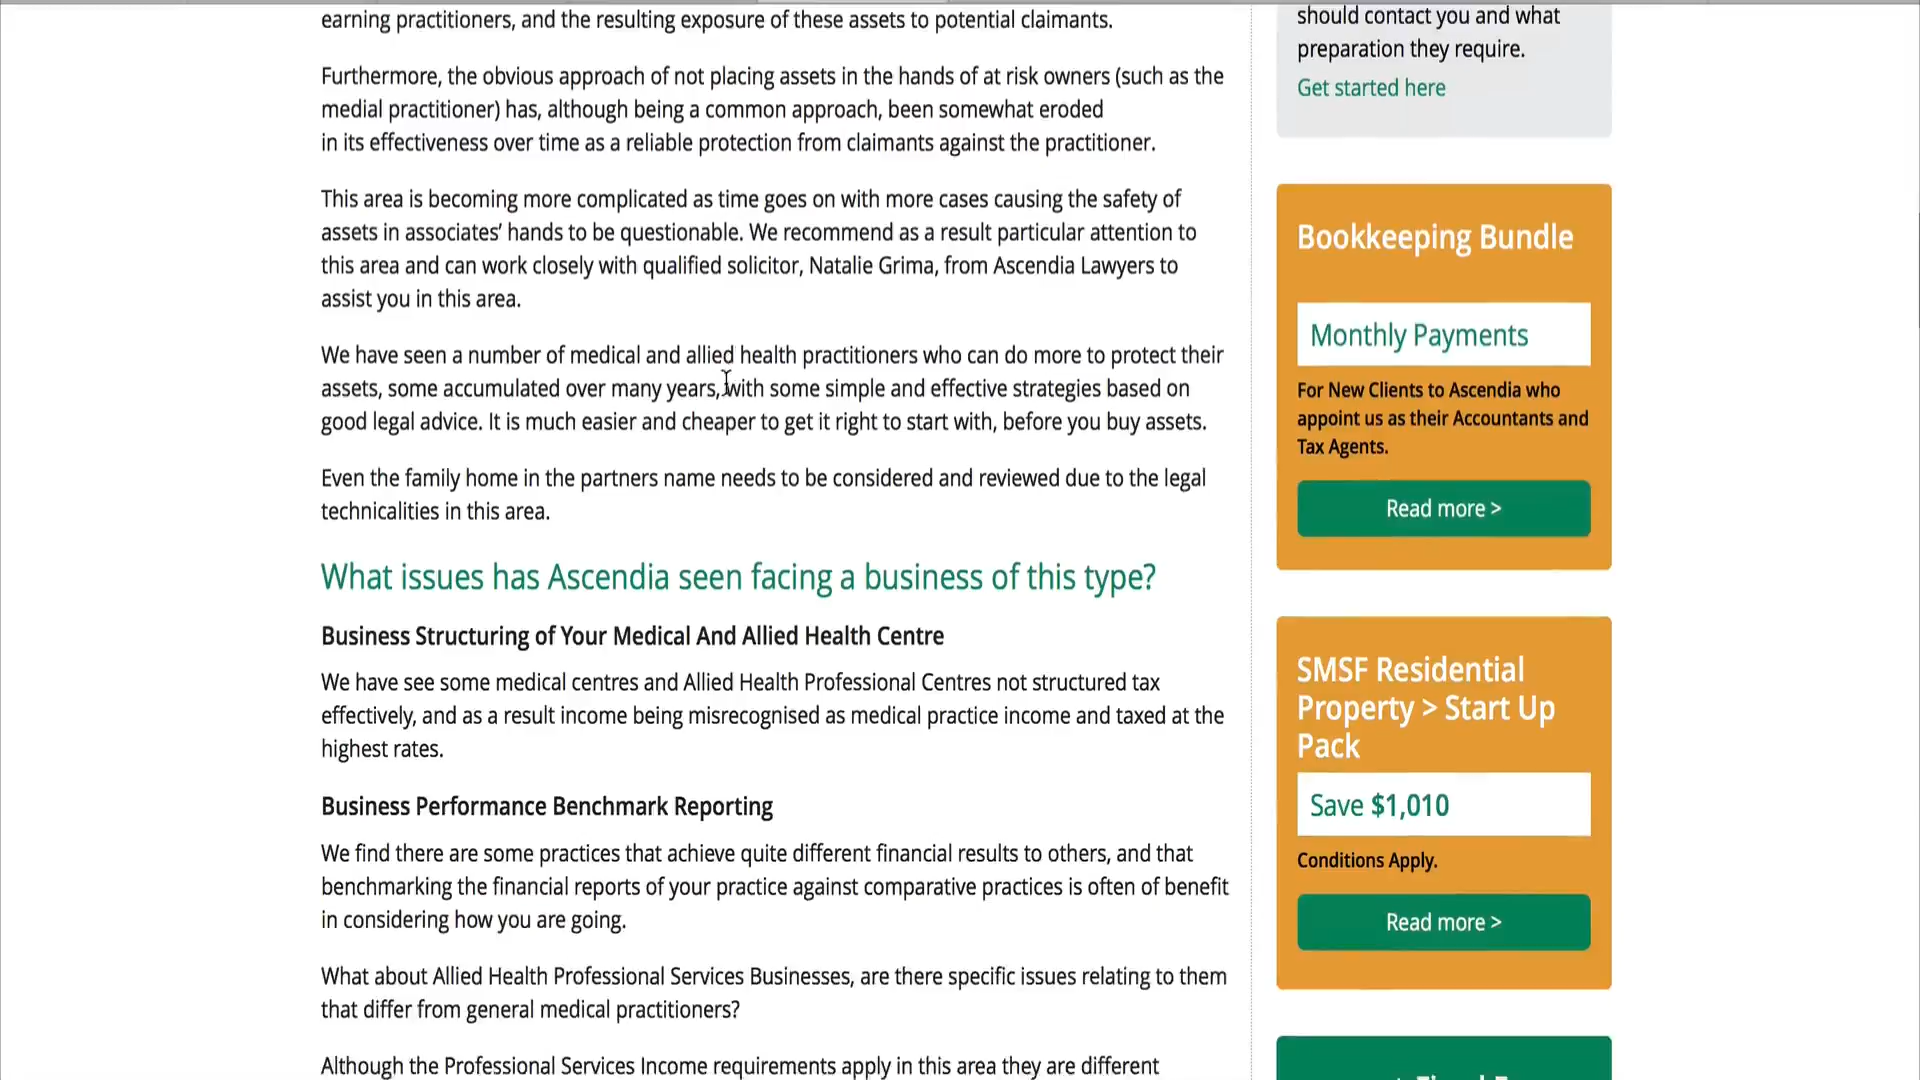 earning practitioners, and the resulting exposure of these assets to potential claimants.
Furthermore, the obvious approach of not placing assets in the hands of at risk owners (such as the
medial practitioner) has, although being a common approach, been somewhat eroded
in its effectiveness over time as a reliable protection from claimants against the practitioner.
This area is becoming more complicated as time goes on with more cases causing the safety of
assets in associates’ hands to be questionable. We recommend as a result particular attention to
this area and can work closely with qualified solicitor, Natalie Grima, from Ascendia Lawyers to
assist you in this area.
We have seen a number of medical and allied health practitioners who can do more to protect their
assets, some accumulated over many years, with some simple and effective strategies based on
good legal advice. It is much easier and cheaper to get it right to start with, before you buy assets.
Even the family home in the partners name needs to be considered and reviewed due to the legal
technicalities in this area.
What issues has Ascendia seen facing a business of this type?
Business Structuring of Your Medical And Allied Health Centre
We have see some medical centres and Allied Health Professional Centres not structured tax
effectively, and as a result income being misrecognised as medical practice income and taxed at the
highest rates.
Business Performance Benchmark Reporting
We find there are some practices that achieve quite different financial results to others, and that
benchmarking the financial reports of your practice against comparative practices is often of benefit
in considering how you are going.
What about Allied Health Professional Services Businesses, are there specific issues relating to them
that differ from general medical practitioners?
Although the Professional Services Income requirements apply in this area they are different
should contact you and what
preparation they require.
Get started here
Bookkeeping Bundle
Monthly Payments
For New Clients to Ascendia who
appoint us as their Accountants and
Tax Agents.
Read more >
SMSF Residential
Property > Start Up
Pack
Save $1,010
Conditions Apply.
Read more >